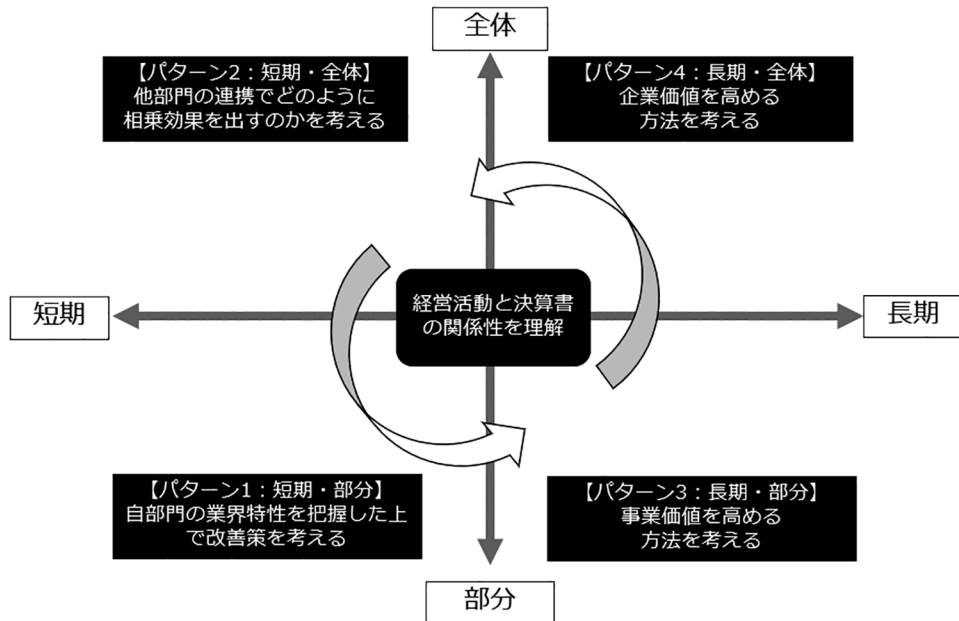 全体
【パターン2：短期・全体】
他部門の連携でどのように
相乗効果を出すのかを考える
【パターン4：長期・全体】
企業価値を高める
方法を考える
短期
経営活動と決算書
の関係性を理解
長期
【パターン1：短期・部分】
自部門の業界特性を把握した上
で改善策を考える
【パターン3：長期・部分】
事業価値を高める
方法を考える
部分